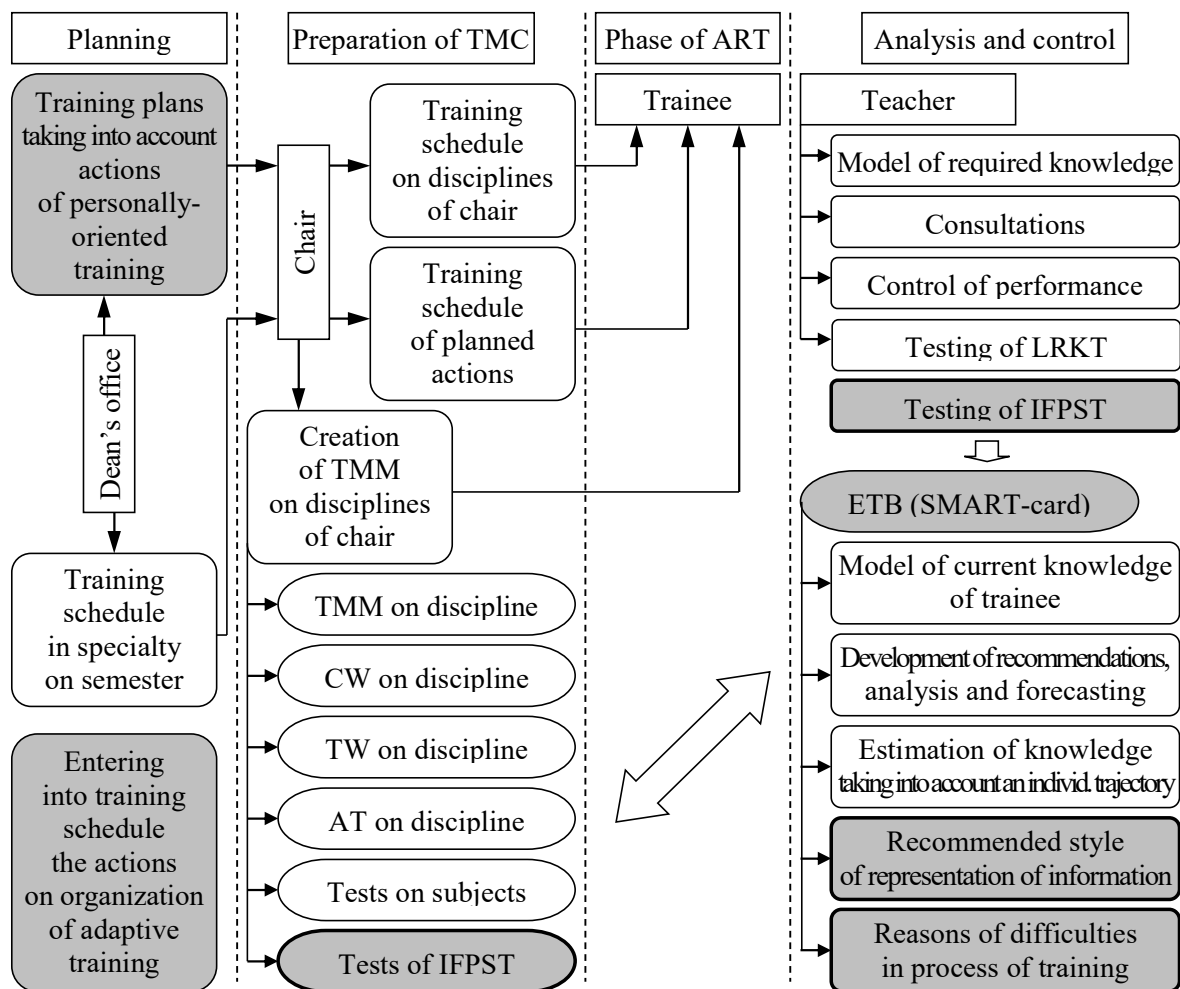 Planning
Training plans
taking into account
actions
of personally-
oriented
training
Dean's office
Training
schedule
in specialty
on semester
Entering
into training
schedule
the actions
on organization
of adaptive
training
Preparation of TMC
Chair
Training
schedule
on disciplines
of chair
Training
schedule
of planned
actions
Creation
of TMM
on disciplines
of chair
TMM on discipline
CW on discipline
TW on discipline
AT on discipline
Tests on subjects
Tests of IFPST
Phase of ART
Trainee
Analysis and control
Teacher
Model of required knowledge
Consultations
Control of performance
Testing of LRKT
Testing of IFPST
ETB (SMART-card)
Model of current knowledge
of trainee
Development of recommendations,
analysis and forecasting
Estimation of knowledge
taking into account an individ. trajectory
Recommended style
of representation of information
Reasons of difficulties
in process of training